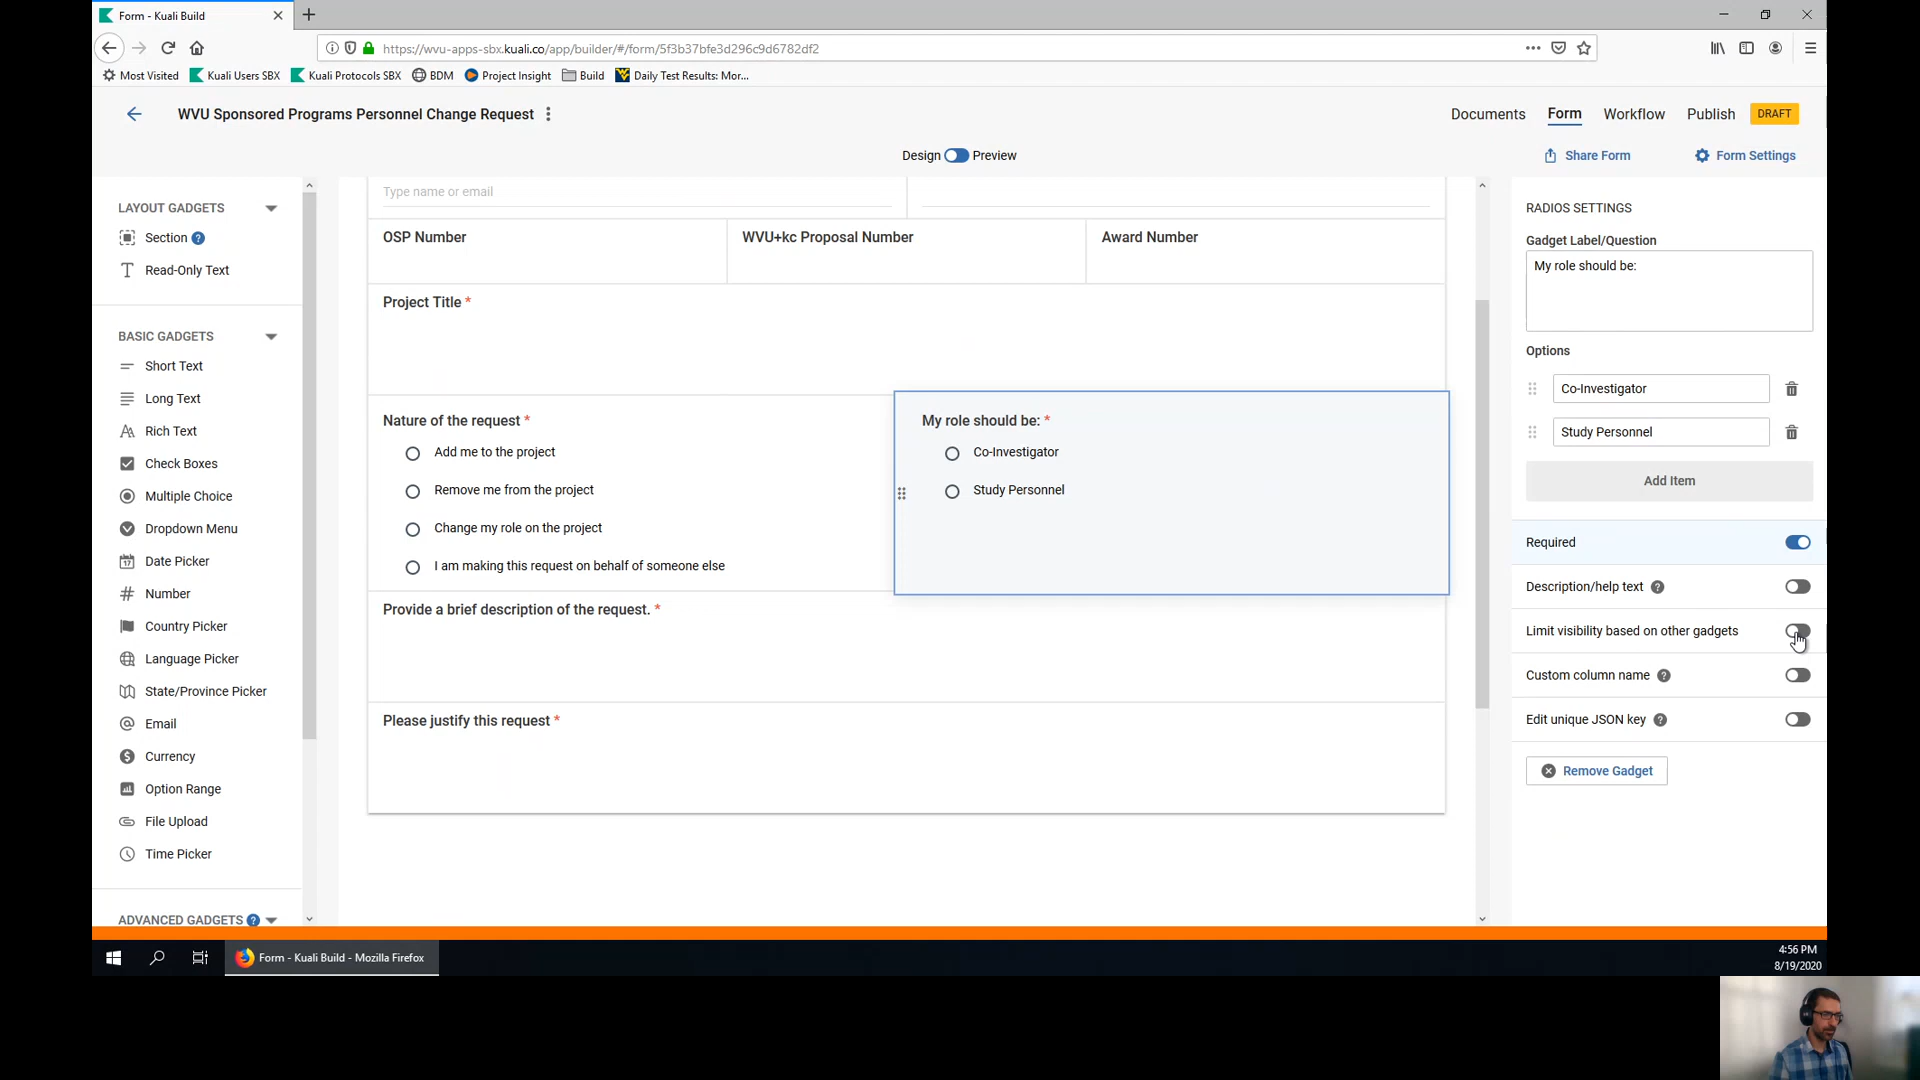 Form - Kuali Build
https://wvu-apps-sbx.kuali.co/app/builder/#/form/5f3b37bfe3d296c9d6782df2
Most Visited Kuali Users SBX Kuali Protocols SBX BDM Project Insight Build Daily Test Results: Mor...
WVU Sponsored Programs Personnel Change Request
Documents Form Workflow Publish DRAFT
Design Preview
Share Form Form Settings
LAYOUT GADGETS
Section ?
Read-Only Text
BASIC GADGETS
Short Text
Long Text
Rich Text
Check Boxes
Multiple Choice
Dropdown Menu
Date Picker
Number
Country Picker
Language Picker
State/Province Picker
Email
Currency
Option Range
File Upload
Time Picker
ADVANCED GADGETS ?
Type name or email
OSP Number WVU+kc Proposal Number Award Number
Project Title *
Nature of the request *
Add me to the project
Remove me from the project
Change my role on the project
I am making this request on behalf of someone else
My role should be: *
Co-Investigator
Study Personnel
Provide a brief description of the request. *
Please justify this request *
RADIOS SETTINGS
Gadget Label/Question
My role should be:
Options
Co-Investigator
Study Personnel
Add Item
Required
Description/help text ?
Limit visibility based on other gadgets
Custom column name ?
Edit unique JSON key ?
Remove Gadget
Form - Kuali Build - Mozilla Firefox
4:56 PM
8/19/2020